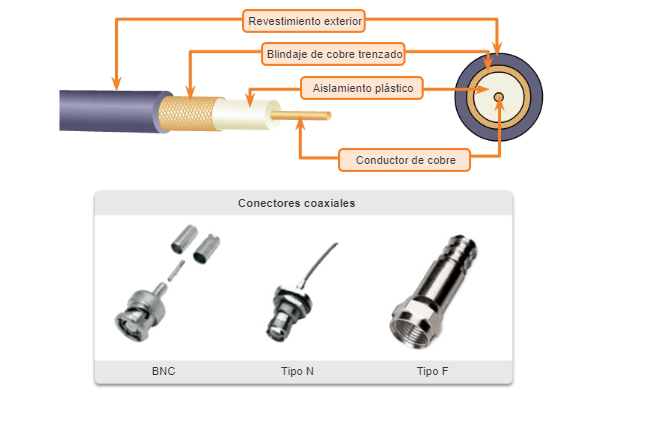 Revestimiento exterior
Blindaje de cobre trenzado
Aislamiento plástico
Conductor de cobre
Conectores coaxiales
BNC
Tipo N
Tipo F